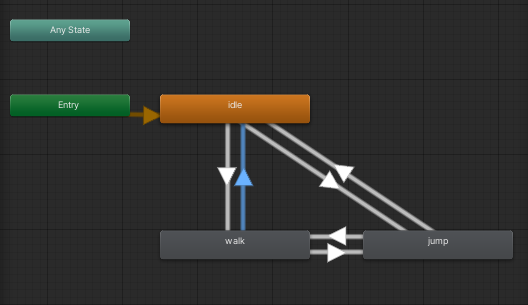 Any State
Entry
idle
walk
jump